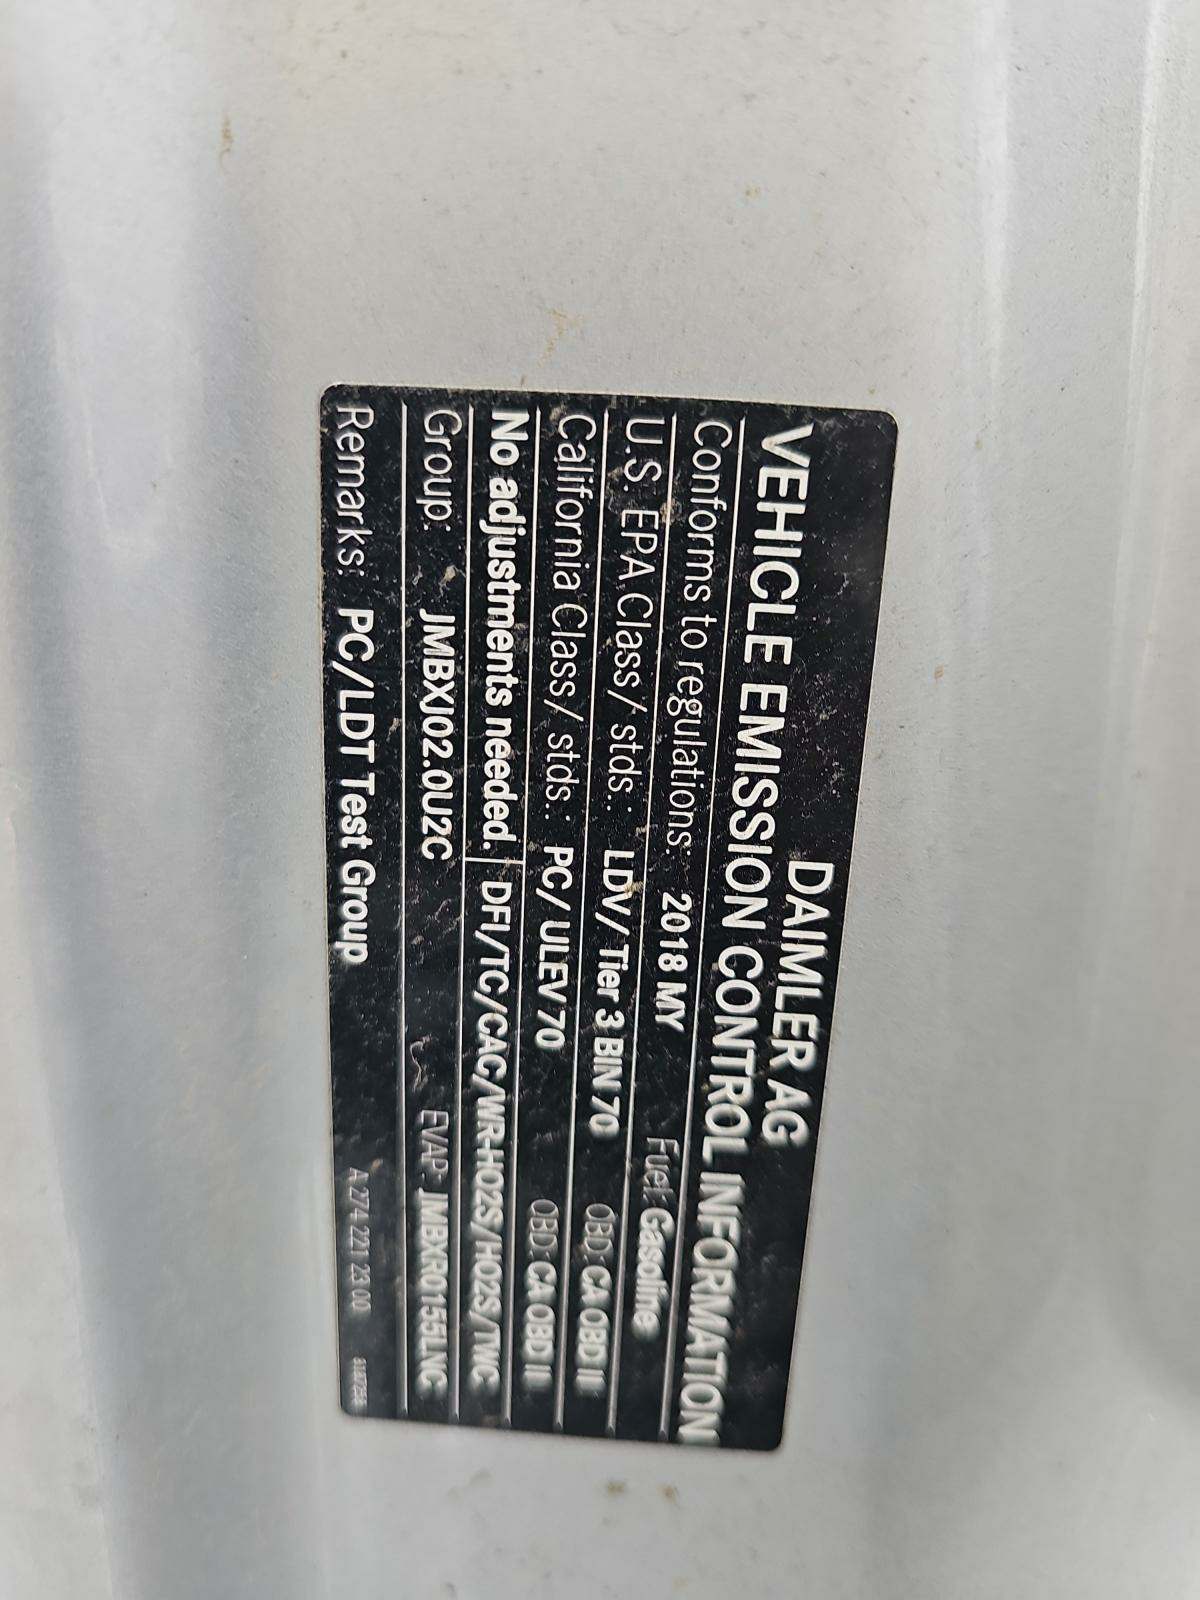 DAIMLER AG
VEHICLE EMISSION CONTROL INFORMATION
Conforms to regulations: 2018 MY Fuel: Gasoline
U.S. EPA Class/ stds.: LDV/ Tier 3 BIN 70 OBD: CA OBD II
California Class/ stds.: PC/ ULEV 70 OBD: CA OBD II
No adjustments needed. DFI/TC/CAC/WR-HO2S/HO2S/TWC
Group: JMBXJ02.0U2C EVAP: JMBXR0155LNC
Remarks: PC/LDT Test Group A 274 221 23 00